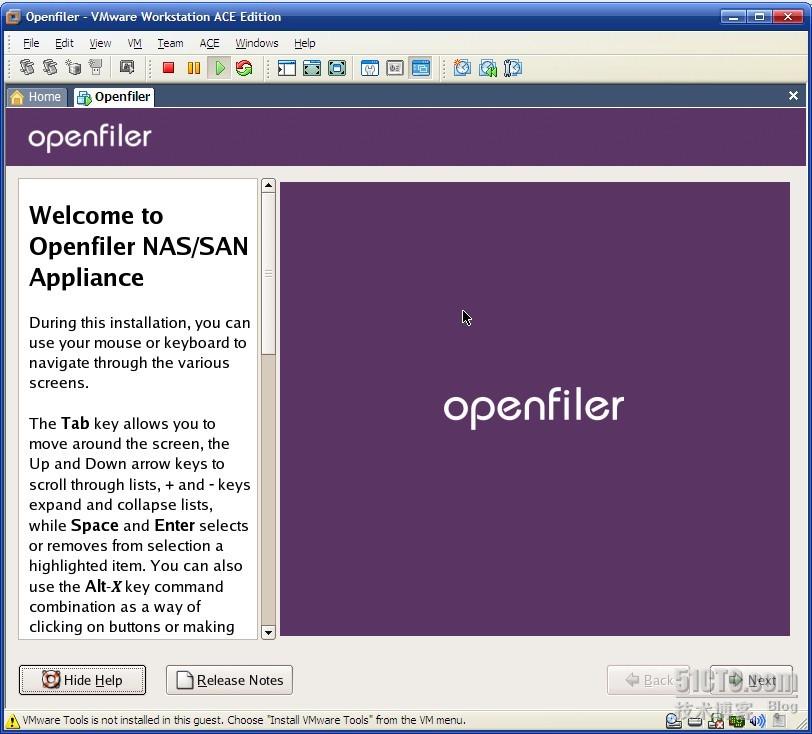 Openfiler - VMware Workstation ACE Edition
File Edit View VM Team ACE Windows Help
Home Openfiler
openfiler
Welcome to
Openfiler NAS/SAN
Appliance
During this installation, you can
use your mouse or keyboard to
navigate through the various
screens.
The Tab key allows you to
move around the screen, the
Up and Down arrow keys to
scroll through lists, + and - keys
expand and collapse lists,
while Space and Enter selects
or removes from selection a
highlighted item. You can also
use the Alt-X key command
combination as a way of
clicking on buttons or making
openfiler
Hide Help Release Notes Back Next
51CTO.com
技术博客 Blog
VMware Tools is not installed in this guest. Choose "Install VMware Tools" from the VM menu.